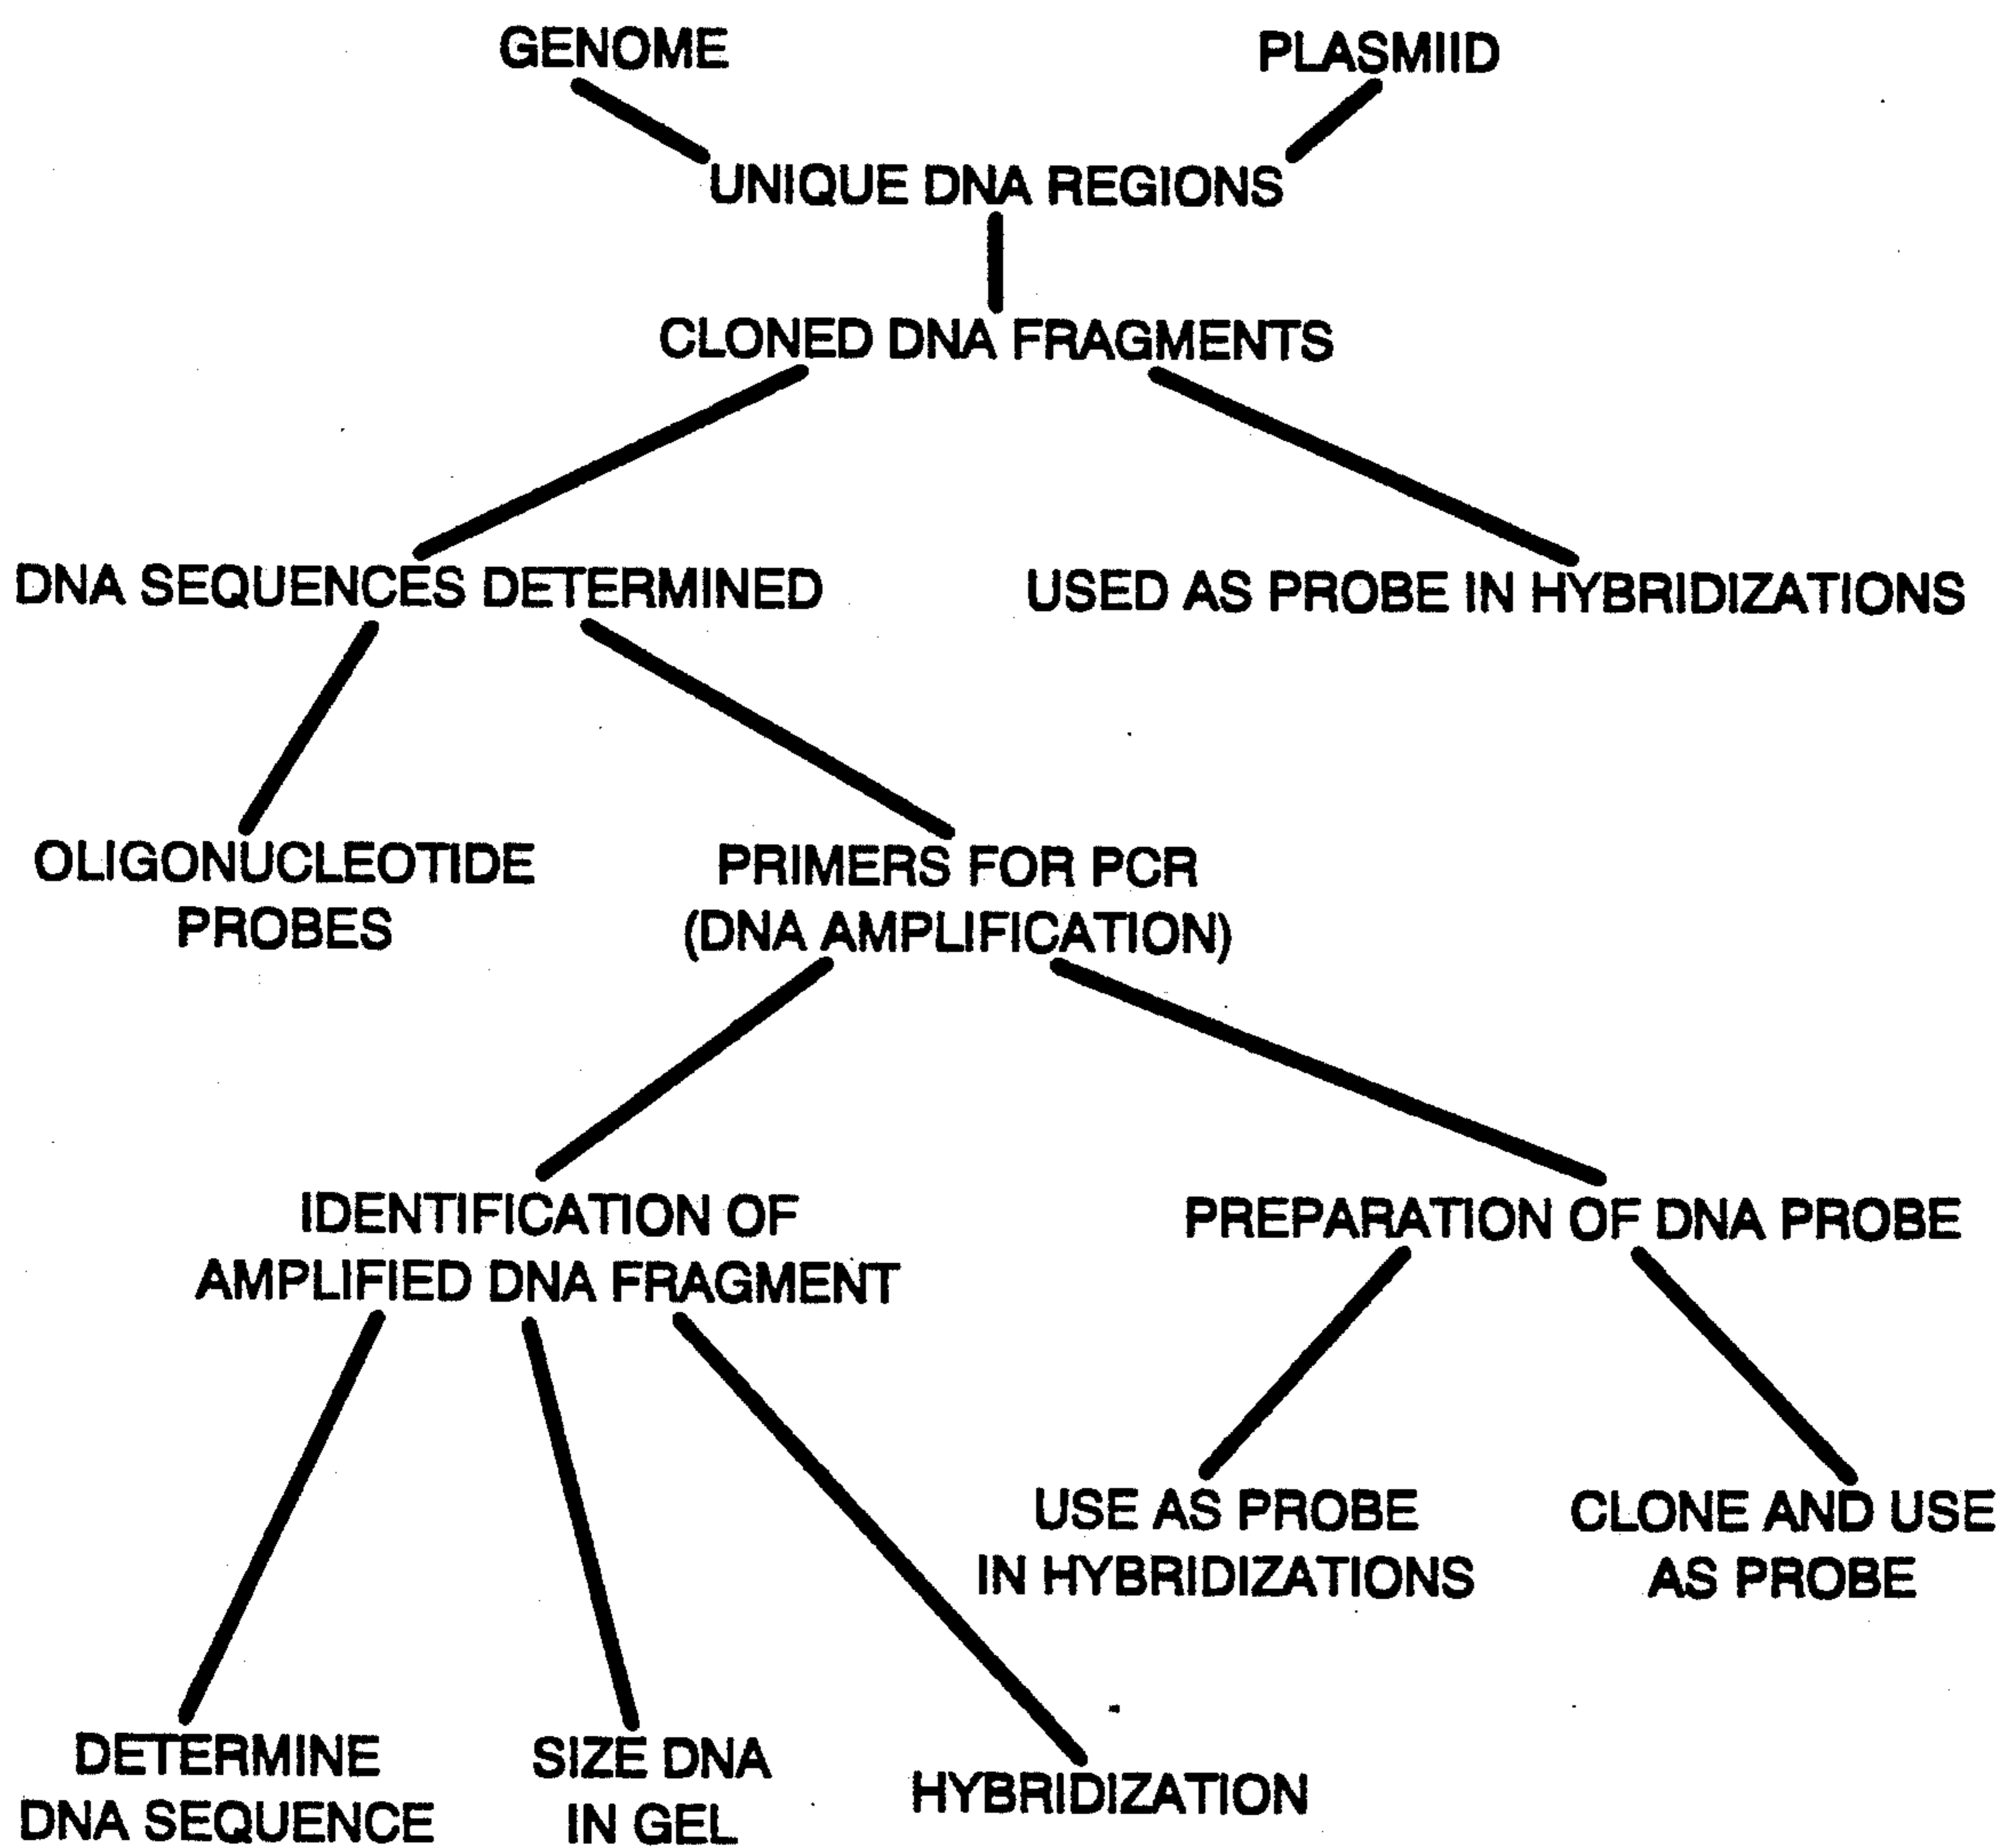 GENOME
PLASMIID
UNIQUE DNA REGIONS
CLONED DNA FRAGMENTS
DNA SEQUENCES DETERMINED
USED AS PROBE IN HYBRIDIZATIONS
OLIGONUCLEOTIDE
PROBES
PRIMERS FOR PCR
(DNA AMPLIFICATION)
IDENTIFICATION OF
AMPLIFIED DNA FRAGMENT
PREPARATION OF DNA PROBE
USE AS PROBE
IN HYBRIDIZATIONS
CLONE AND USE
AS PROBE
DETERMINE
DNA SEQUENCE
SIZE DNA
IN GEL
HYBRIDIZATION